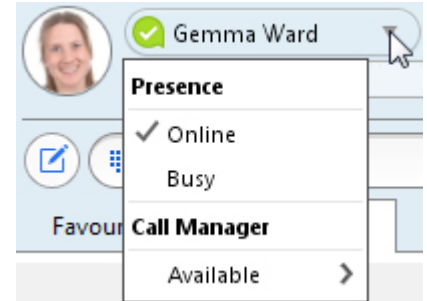 Gemma Ward
Presence
Online
Busy
Favour
Call Manager
Available